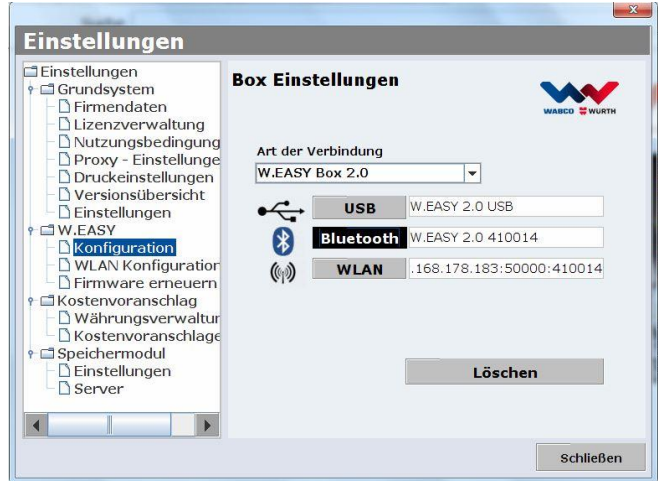 Einstellungen
Einstellungen
Grundsystem
Firmendaten
Lizenzverwaltung
Nutzungsbedingung
Proxy - Einstellunge
Druckeinstellungen
Versionsübersicht
Einstellungen
W.EASY
Konfiguration
WLAN Konfiguration
Firmware erneuern
Kostenvoranschlag
Währungsverwaltur
Kostenvoranschlage
Speichermodul
Einstellungen
Server
Box Einstellungen
WABCO WÜRTH
Art der Verbindung
W.EASY Box 2.0
USB W.EASY 2.0 USB
Bluetooth W.EASY 2.0 410014
WLAN .168.178.183:50000:410014
Löschen
Schließen